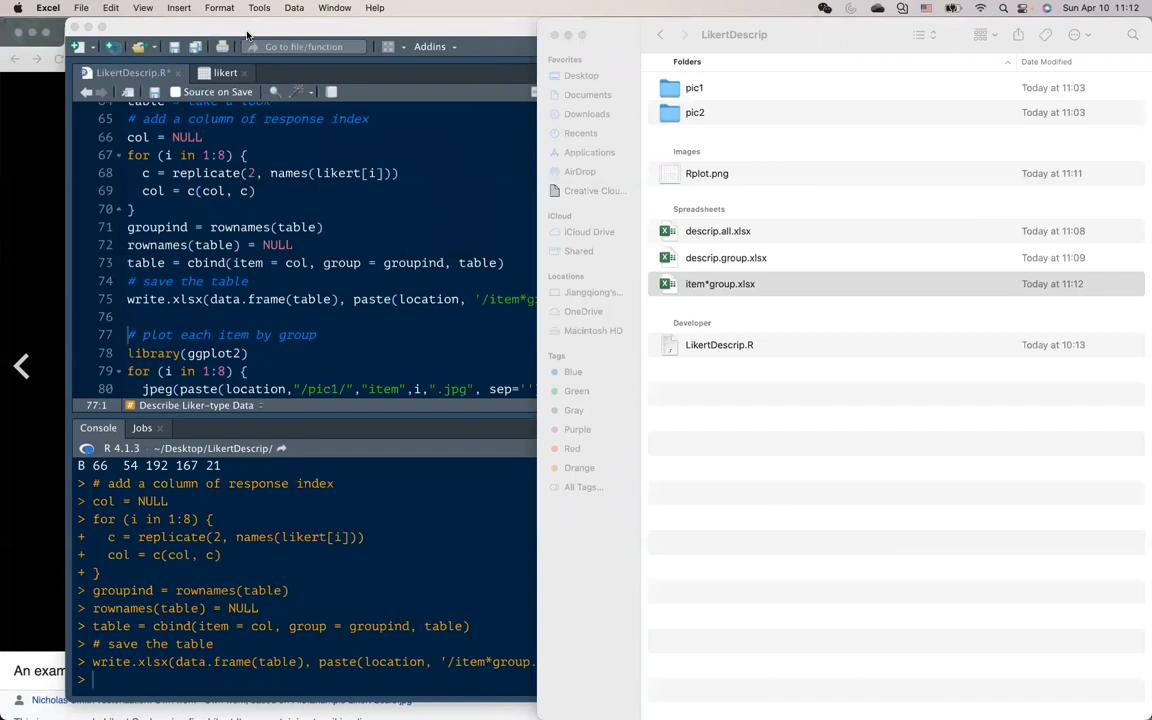 Excel File Edit View Insert Format Tools Data Window Help
Sun Apr 10 11:12
Go to file/function
Addins
LikertDescrip.R*
likert
Source on Save
table = take a look
65 # add a column of response index
66 col = NULL
67 for (i in 1:8) {
68 c = replicate(2, names(likert[i]))
69 col = c(col, c)
70 }
71 groupind = rownames(table)
72 rownames(table) = NULL
73 table = cbind(item = col, group = groupind, table)
74 # save the table
75 write.xlsx(data.frame(table), paste(location, '/item*g
76
77 # plot each item by group
78 library(ggplot2)
79 for (i in 1:8) {
80 jpeg(paste(location,"/pic1/","item",i,".jpg", sep=''
77:1 # Describe Liker-type Data
Console Jobs
R 4.1.3 · ~/Desktop/LikertDescrip/
B 66 54 192 167 21
> # add a column of response index
> col = NULL
> for (i in 1:8) {
+ c = replicate(2, names(likert[i]))
+ col = c(col, c)
+ }
> groupind = rownames(table)
> rownames(table) = NULL
> table = cbind(item = col, group = groupind, table)
> # save the table
> write.xlsx(data.frame(table), paste(location, '/item*group.
>
An exam
Nicholas
LikertDescrip
Favorites
Desktop
Documents
Downloads
Recents
Applications
AirDrop
Creative Clou...
iCloud
iCloud Drive
Shared
Locations
Jiangqiong's...
OneDrive
Macintosh HD
Tags
Blue
Green
Gray
Purple
Red
Orange
All Tags...
Folders Date Modified
pic1 Today at 11:03
pic2 Today at 11:03
Images
Rplot.png Today at 11:11
Spreadsheets
descrip.all.xlsx Today at 11:08
descrip.group.xlsx Today at 11:09
item*group.xlsx Today at 11:12
Developer
LikertDescrip.R Today at 10:13